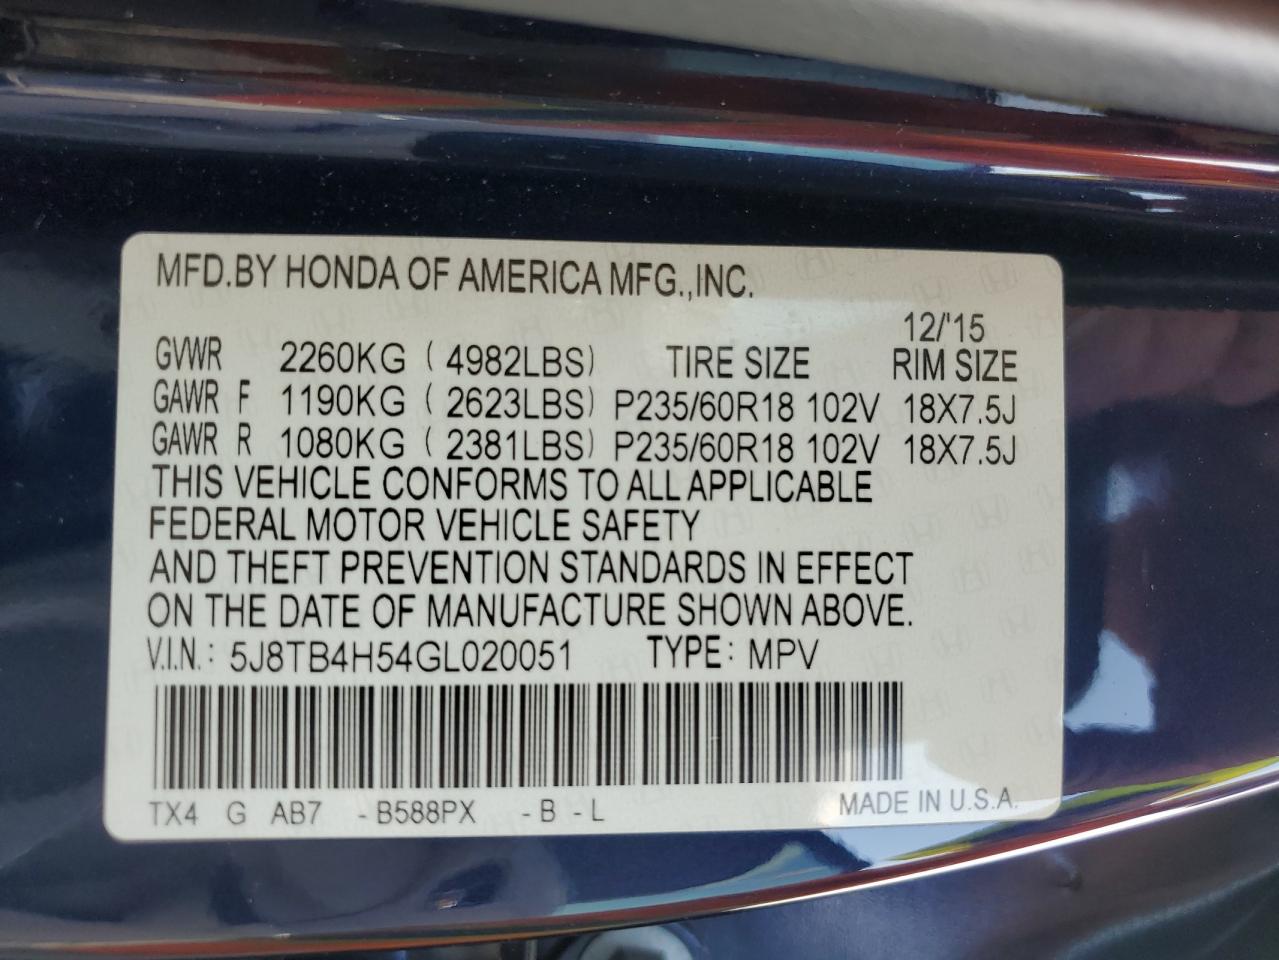 MFD.BY HONDA OF AMERICA MFG.,INC.
12/'15
GVWR 2260KG ( 4982LBS) TIRE SIZE RIM SIZE
GAWR F 1190KG ( 2623LBS) P235/60R18 102V 18X7.5J
GAWR R 1080KG ( 2381LBS) P235/60R18 102V 18X7.5J
THIS VEHICLE CONFORMS TO ALL APPLICABLE
FEDERAL MOTOR VEHICLE SAFETY
AND THEFT PREVENTION STANDARDS IN EFFECT
ON THE DATE OF MANUFACTURE SHOWN ABOVE.
V.I.N.: 5J8TB4H54GL020051 TYPE: MPV
TX4 G AB7 -B588PX -B -L MADE IN U.S.A.